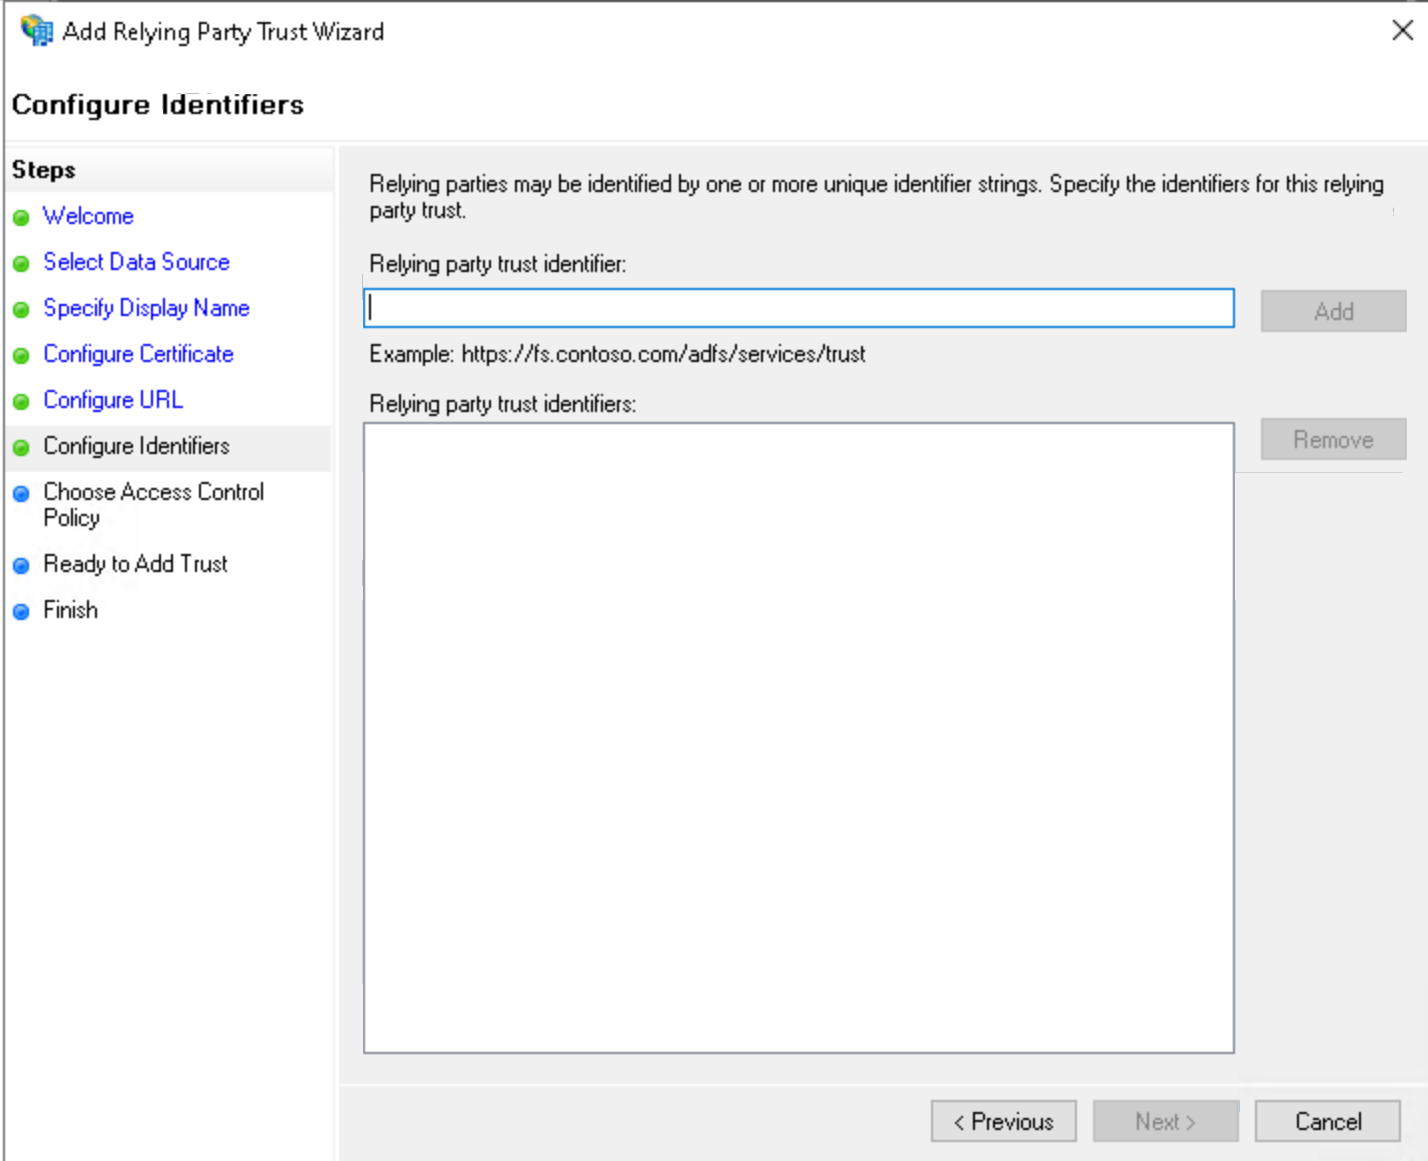 Add Relying Party Trust Wizard
Configure Identifiers
Steps
Welcome
Select Data Source
Specify Display Name
Configure Certificate
Configure URL
Configure Identifiers
Choose Access Control
Policy
Ready to Add Trust
Finish
Relying parties may be identified by one or more unique identifier strings. Specify the identifiers for this relying
party trust.
Relying party trust identifier:
Add
Example: https://fs.contoso.com/adfs/services/trust
Relying party trust identifiers:
Remove
< Previous
Next >
Cancel